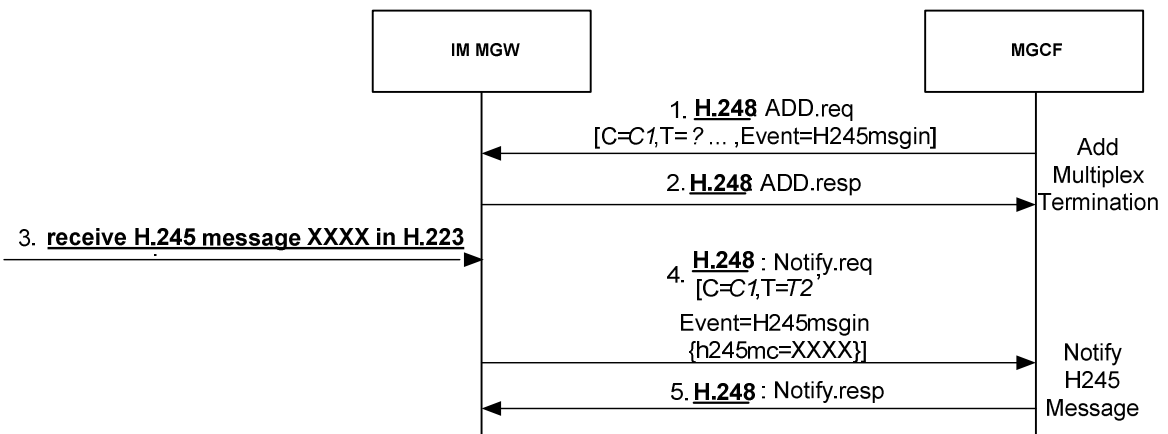 IM MGW
MGCF
1. H.248: ADD.req
[C=C1,T= ? ... ,Event=H245msgin]
Add
Multiplex
Termination
2. H.248: ADD.resp
3. receive H.245 message XXXX in H.223
4. H.248 : Notify.req
[C=C1,T=T2 ,
Event=H245msgin
{h245mc=XXXX}]
Notify
H245
Message
5. H.248 : Notify.resp